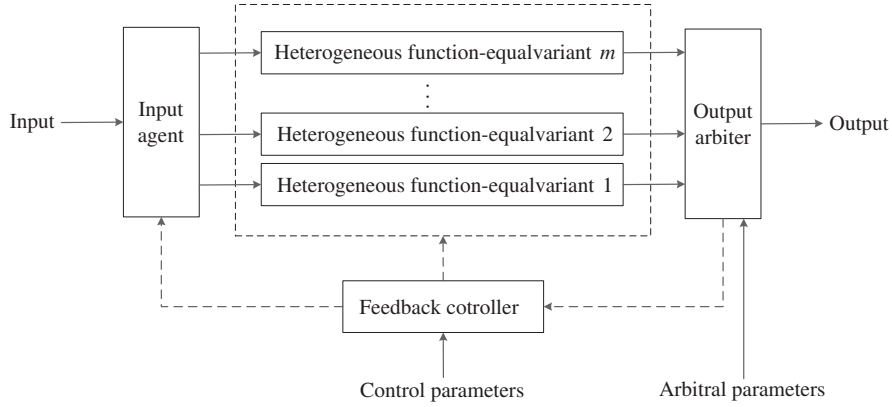 Heterogeneous function-equalvariant m
⋮
Input
Input
agent
Heterogeneous function-equalvariant 2
Output
arbiter
Output
Heterogeneous function-equalvariant 1
Feedback cotroller
Control parameters
Arbitral parameters